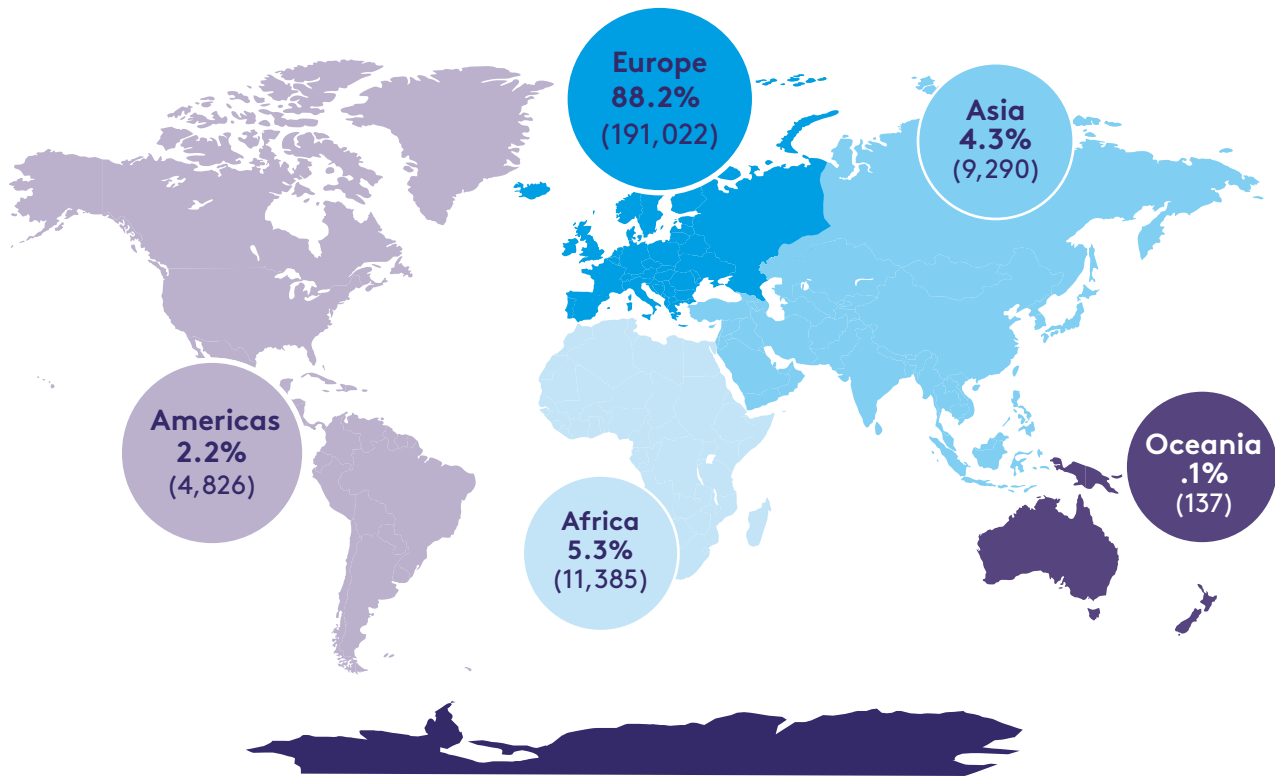 Europe
88.2%
(191,022)
Asia
4.3%
(9,290)
Americas
2.2%
(4,826)
Oceania
.1%
(137)
Africa
5.3%
(11,385)